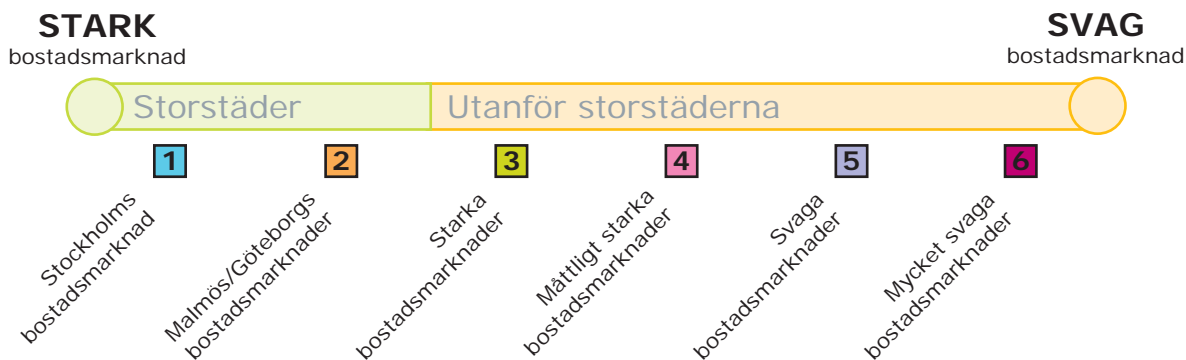 STARK
bostadsmarknad
SVAG
bostadsmarknad
Storstäder
Utanför storstäderna
1
2
3
4
5
6
Stockholms
bostadsmarknad
Malmös/Göteborgs
bostadsmarknader
Starka
bostadsmarknader
Måttligt starka
bostadsmarknader
Svaga
bostadsmarknader
Mycket svaga
bostadsmarknader